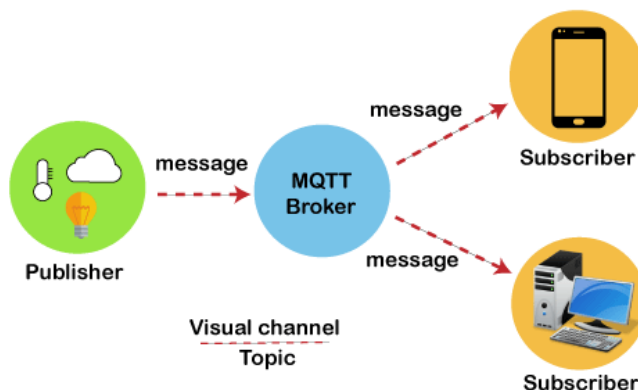 message
Subscriber
message
MQTT
Broker
Publisher
message
Visual channel
Topic
Subscriber